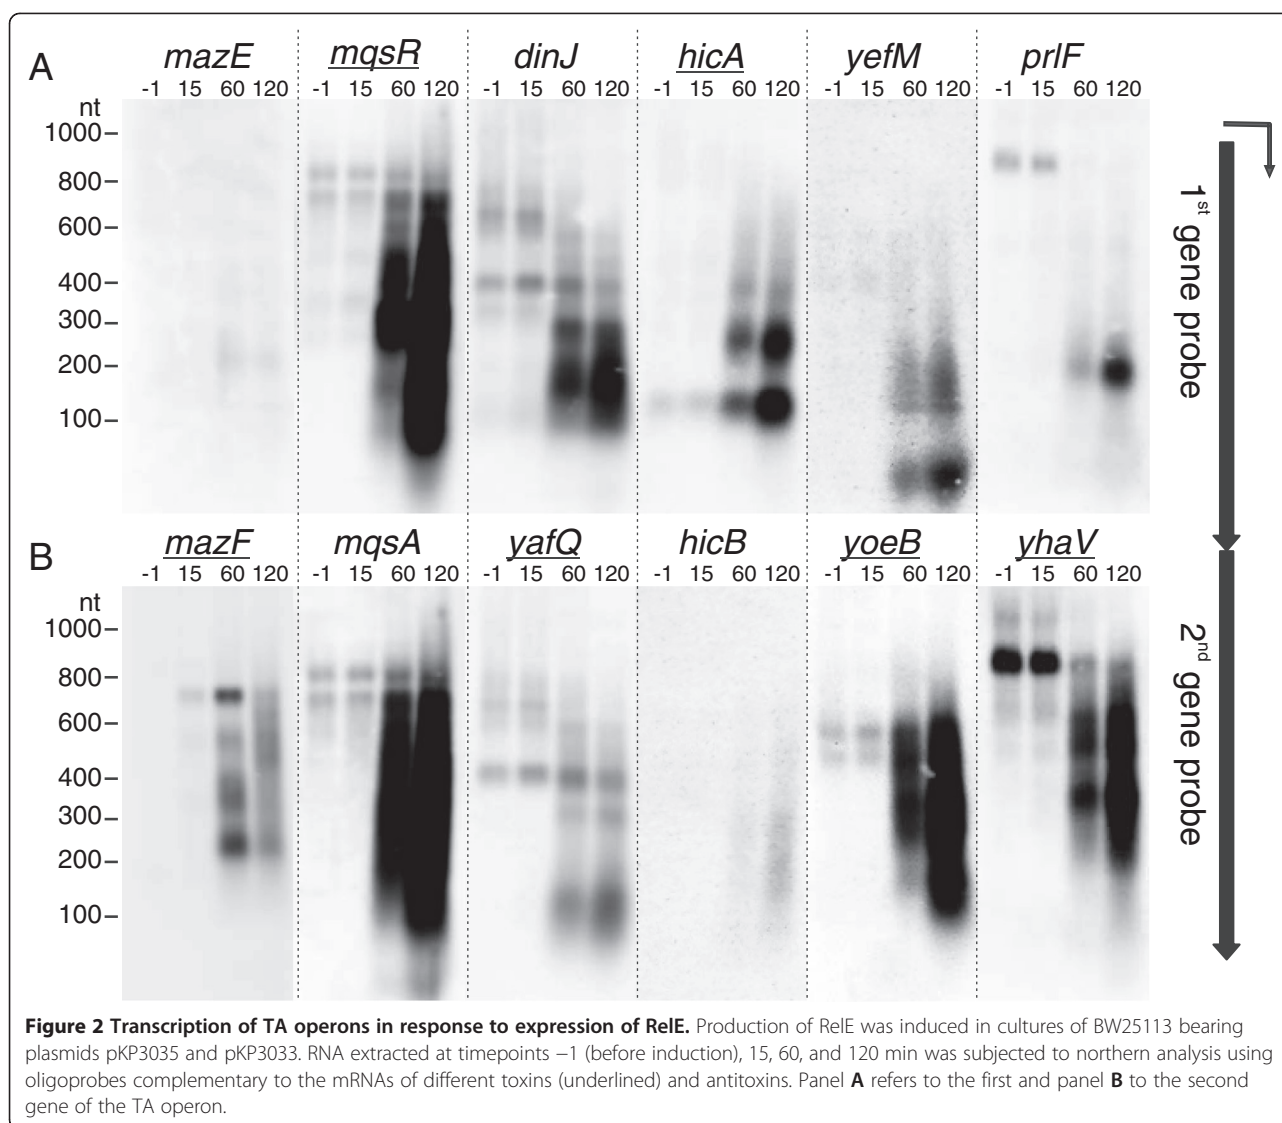 A
mazE mqsR dinJ hicA yefM prlF
-1 15 60 120 -1 15 60 120 -1 15 60 120 -1 15 60 120 -1 15 60 120 -1 15 60 120
nt
1000
800
600
400
300
200
100
1st gene probe
B
mazF mqsA yafQ hicB yoeB yhaV
-1 15 60 120 -1 15 60 120 -1 15 60 120 -1 15 60 120 -1 15 60 120 -1 15 60 120
nt
1000
800
600
400
300
200
100
2nd gene probe
Figure 2 Transcription of TA operons in response to expression of RelE. Production of RelE was induced in cultures of BW25113 bearing
plasmids pKP3035 and pKP3033. RNA extracted at timepoints −1 (before induction), 15, 60, and 120 min was subjected to northern analysis using
oligoprobes complementary to the mRNAs of different toxins (underlined) and antitoxins. Panel A refers to the first and panel B to the second
gene of the TA operon.